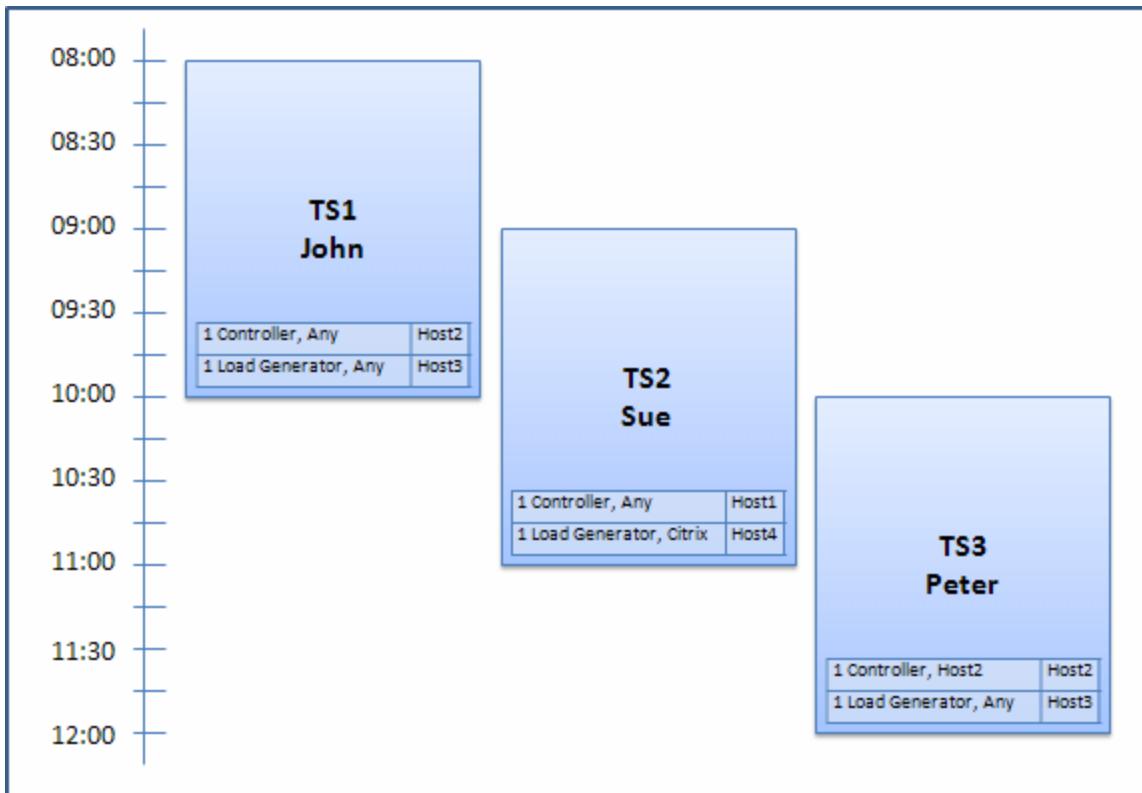 08:00
08:30
09:00
09:30
10:00
10:30
11:00
11:30
12:00
TS1
John
1 Controller, Any Host2
1 Load Generator, Any Host3
TS2
Sue
1 Controller, Any Host1
1 Load Generator, Citrix Host4
TS3
Peter
1 Controller, Host2 Host2
1 Load Generator, Any Host3